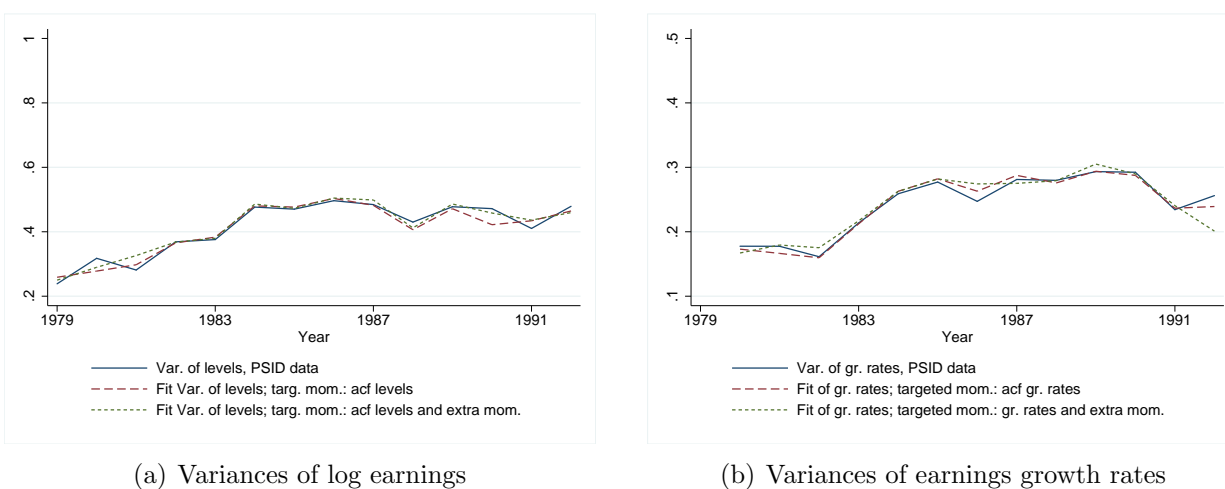 1
.8
.6
.4
.2
1979
1983
1987
1991
Year
Var. of levels, PSID data
Fit Var. of levels; targ. mom.: acf levels
Fit Var. of levels; targ. mom.: acf levels and extra mom.
(a) Variances of log earnings
.5
.4
.3
.2
.1
1979
1983
1987
1991
Year
Var. of gr. rates, PSID data
Fit of gr. rates; targeted mom.: acf gr. rates
Fit of gr. rates; targeted mom.: gr. rates and extra mom.
(b) Variances of earnings growth rates